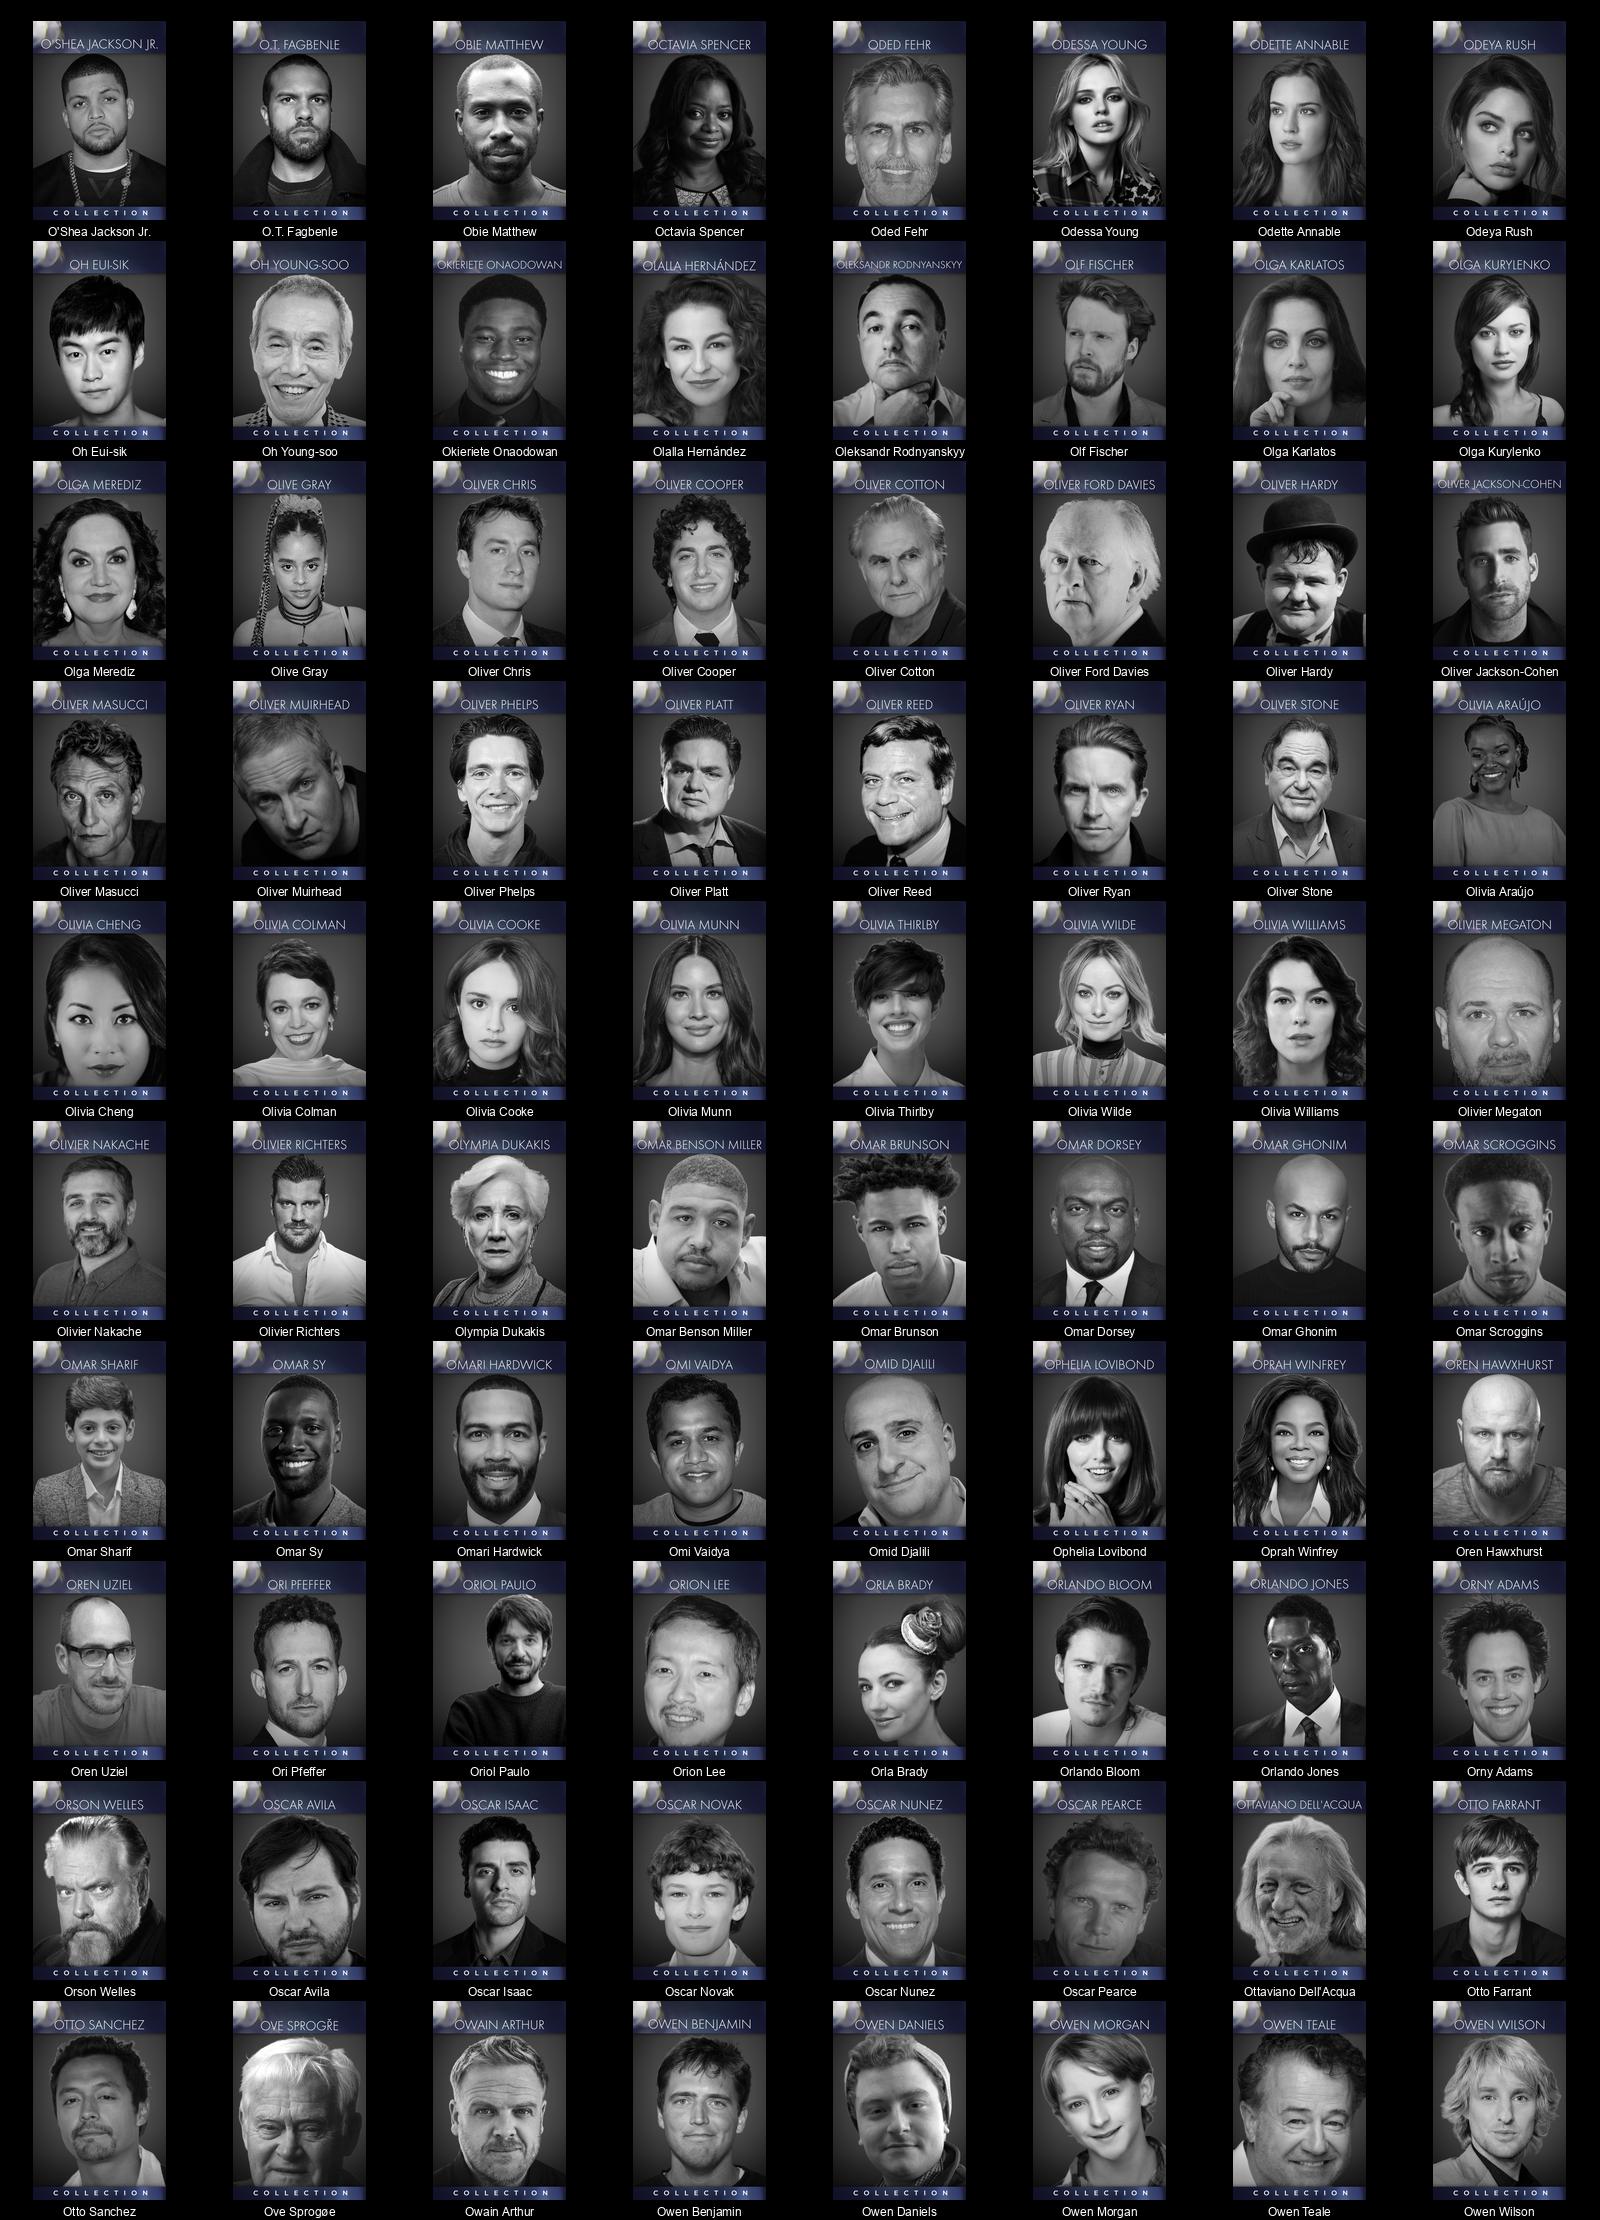 O'SHEA JACKSON JR.
O.T. FAGBENLE
OBIE MATTHEW
OCTAVIA SPENCER
ODED FEHR
ODESSA YOUNG
ODETTE ANNABLE
ODEYA RUSH
COLLECTION
COLLECTION
COLLECTION
COLLECTION
COLLECTION
COLLECTION
COLLECTION
COLLECTION
O'Shea Jackson Jr.
O.T. Fagbenle
Obie Matthew
Octavia Spencer
Oded Fehr
Odessa Young
Odette Annable
Odeya Rush
OH EUI-SIK
OH YOUNG-SOO
OKIERIETE ONAODOWAN
OLALLA HERNÁNDEZ
OLEKSANDR RODNYANSKYY
OLF FISCHER
OLGA KARLATOS
OLGA KURYLENKO
COLLECTION
COLLECTION
COLLECTION
COLLECTION
COLLECTION
COLLECTION
COLLECTION
COLLECTION
Oh Eui-sik
Oh Young-soo
Okieriete Onaodowan
Olalla Hernández
Oleksandr Rodnyanskyy
Olf Fischer
Olga Karlatos
Olga Kurylenko
OLGA MEREDIZ
OLIVE GRAY
OLIVER CHRIS
OLIVER COOPER
OLIVER COTTON
OLIVER FORD DAVIES
OLIVER HARDY
OLIVER JACKSON-COHEN
COLLECTION
COLLECTION
COLLECTION
COLLECTION
COLLECTION
COLLECTION
COLLECTION
COLLECTION
Olga Merediz
Olive Gray
Oliver Chris
Oliver Cooper
Oliver Cotton
Oliver Ford Davies
Oliver Hardy
Oliver Jackson-Cohen
OLIVER MASUCCI
OLIVER MUIRHEAD
OLIVER PHELPS
OLIVER PLATT
OLIVER REED
OLIVER RYAN
OLIVER STONE
OLIVIA ARAÚJO
COLLECTION
COLLECTION
COLLECTION
COLLECTION
COLLECTION
COLLECTION
COLLECTION
COLLECTION
Oliver Masucci
Oliver Muirhead
Oliver Phelps
Oliver Platt
Oliver Reed
Oliver Ryan
Oliver Stone
Olivia Araújo
OLIVIA CHENG
OLIVIA COLMAN
OLIVIA COOKE
OLIVIA MUNN
OLIVIA THIRLBY
OLIVIA WILDE
OLIVIA WILLIAMS
OLIVIER MEGATON
COLLECTION
COLLECTION
COLLECTION
COLLECTION
COLLECTION
COLLECTION
COLLECTION
COLLECTION
Olivia Cheng
Olivia Colman
Olivia Cooke
Olivia Munn
Olivia Thirlby
Olivia Wilde
Olivia Williams
Olivier Megaton
OLIVIER NAKACHE
OLIVIER RICHTERS
OLYMPIA DUKAKIS
OMAR BENSON MILLER
OMAR BRUNSON
OMAR DORSEY
OMAR GHONIM
OMAR SCROGGINS
COLLECTION
COLLECTION
COLLECTION
COLLECTION
COLLECTION
COLLECTION
COLLECTION
COLLECTION
Olivier Nakache
Olivier Richters
Olympia Dukakis
Omar Benson Miller
Omar Brunson
Omar Dorsey
Omar Ghonim
Omar Scroggins
OMAR SHARIF
OMAR SY
OMARI HARDWICK
OMI VAIDYA
OMID DJALILI
OPHELIA LOVIBOND
OPRAH WINFREY
OREN HAWXHURST
COLLECTION
COLLECTION
COLLECTION
COLLECTION
COLLECTION
COLLECTION
COLLECTION
COLLECTION
Omar Sharif
Omar Sy
Omari Hardwick
Omi Vaidya
Omid Djalili
Ophelia Lovibond
Oprah Winfrey
Oren Hawxhurst
OREN UZIEL
ORI PFEFFER
ORIOL PAULO
ORION LEE
ORLA BRADY
ORLANDO BLOOM
ORLANDO JONES
ORNY ADAMS
COLLECTION
COLLECTION
COLLECTION
COLLECTION
COLLECTION
COLLECTION
COLLECTION
COLLECTION
Oren Uziel
Ori Pfeffer
Oriol Paulo
Orion Lee
Orla Brady
Orlando Bloom
Orlando Jones
Orny Adams
ORSON WELLES
OSCAR AVILA
OSCAR ISAAC
OSCAR NOVAK
OSCAR NUNEZ
OSCAR PEARCE
OTTAVIANO DELL'ACQUA
OTTO FARRANT
COLLECTION
COLLECTION
COLLECTION
COLLECTION
COLLECTION
COLLECTION
COLLECTION
COLLECTION
Orson Welles
Oscar Avila
Oscar Isaac
Oscar Novak
Oscar Nunez
Oscar Pearce
Ottaviano Dell'Acqua
Otto Farrant
OTTO SANCHEZ
OVE SPROGŘE
OWAIN ARTHUR
OWEN BENJAMIN
OWEN DANIELS
OWEN MORGAN
OWEN TEALE
OWEN WILSON
COLLECTION
COLLECTION
COLLECTION
COLLECTION
COLLECTION
COLLECTION
COLLECTION
COLLECTION
Otto Sanchez
Ove Sprogøe
Owain Arthur
Owen Benjamin
Owen Daniels
Owen Morgan
Owen Teale
Owen Wilson